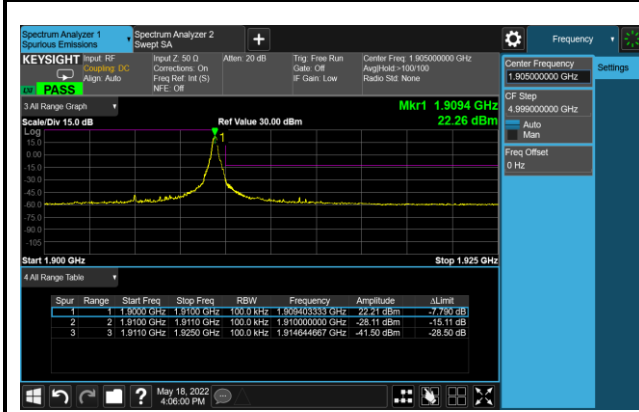 Spectrum Analyzer 1
Spurious Emissions
Spectrum Analyzer 2
Swept SA
+
Frequency
KEYSIGHT
Input: RF
Coupling: DC
Align: Auto
Input Z: 50 Ω
Corrections: On
Freq Ref: Int (S)
NFE: Off
Atten: 20 dB
Trig: Free Run
Gate: Off
IF Gain: Low
Center Freq: 1.905000000 GHz
Avg|Hold:>100/100
Radio Std: None
PASS
3 All Range Graph
Mkr1 1.9094 GHz
22.26 dBm
Scale/Div 15.0 dB
Ref Value 30.00 dBm
Log
15.0
0.00
-15.0
-30.0
-45.0
-60.0
-75.0
-90.0
-105
1
Start 1.900 GHz
Stop 1.925 GHz
4 All Range Table
Spur Range Start Freq Stop Freq RBW Frequency Amplitude ΔLimit
1 1 1.9000 GHz 1.9100 GHz 100.0 kHz 1.909403333 GHz 22.21 dBm -7.790 dB
2 2 1.9100 GHz 1.9110 GHz 100.0 kHz 1.910000000 GHz -28.11 dBm -15.11 dB
3 3 1.9110 GHz 1.9250 GHz 100.0 kHz 1.914644667 GHz -41.50 dBm -28.50 dB
?
May 18, 2022
4:06:00 PM
Center Frequency
1.905000000 GHz
Settings
CF Step
4.999000000 GHz
Auto
Man
Freq Offset
0 Hz